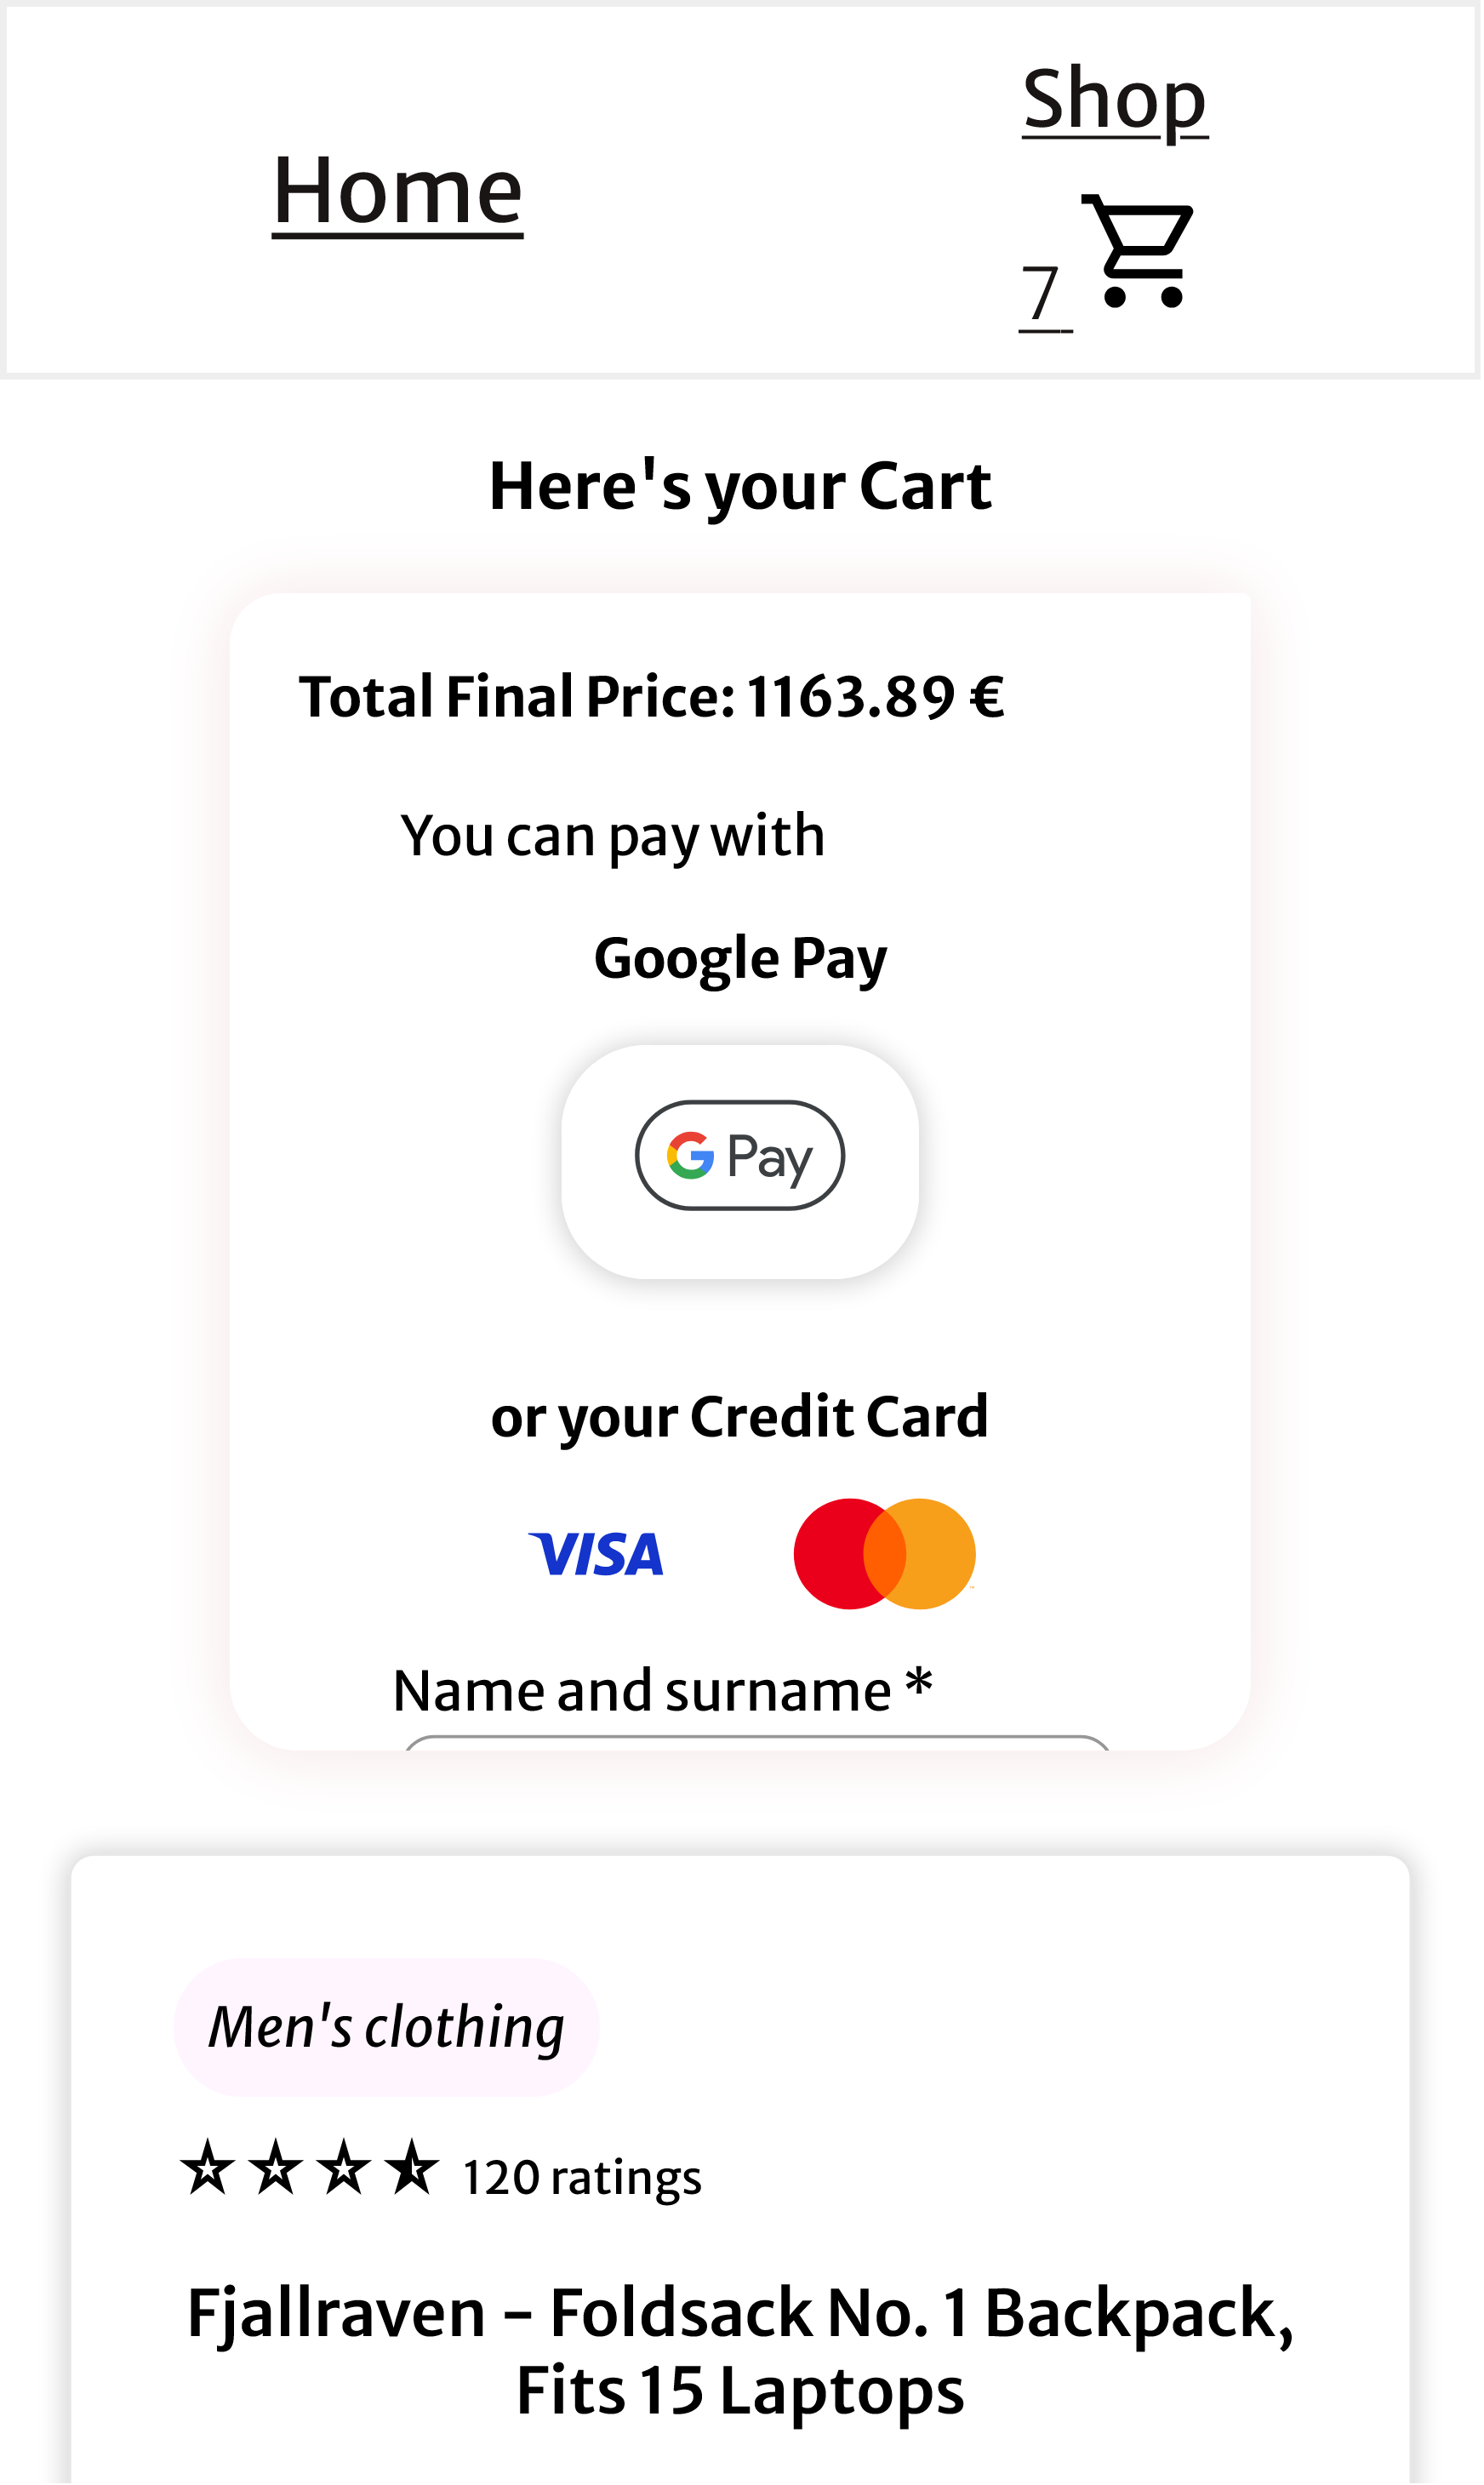 Home
Shop
7
Here's your Cart
Total Final Price: 1163.89 €
You can pay with
Google Pay
G Pay
or your Credit Card
VISA
Name and surname *
Men's clothing
120 ratings
Fjallraven - Foldsack No. 1 Backpack,
Fits 15 Laptops